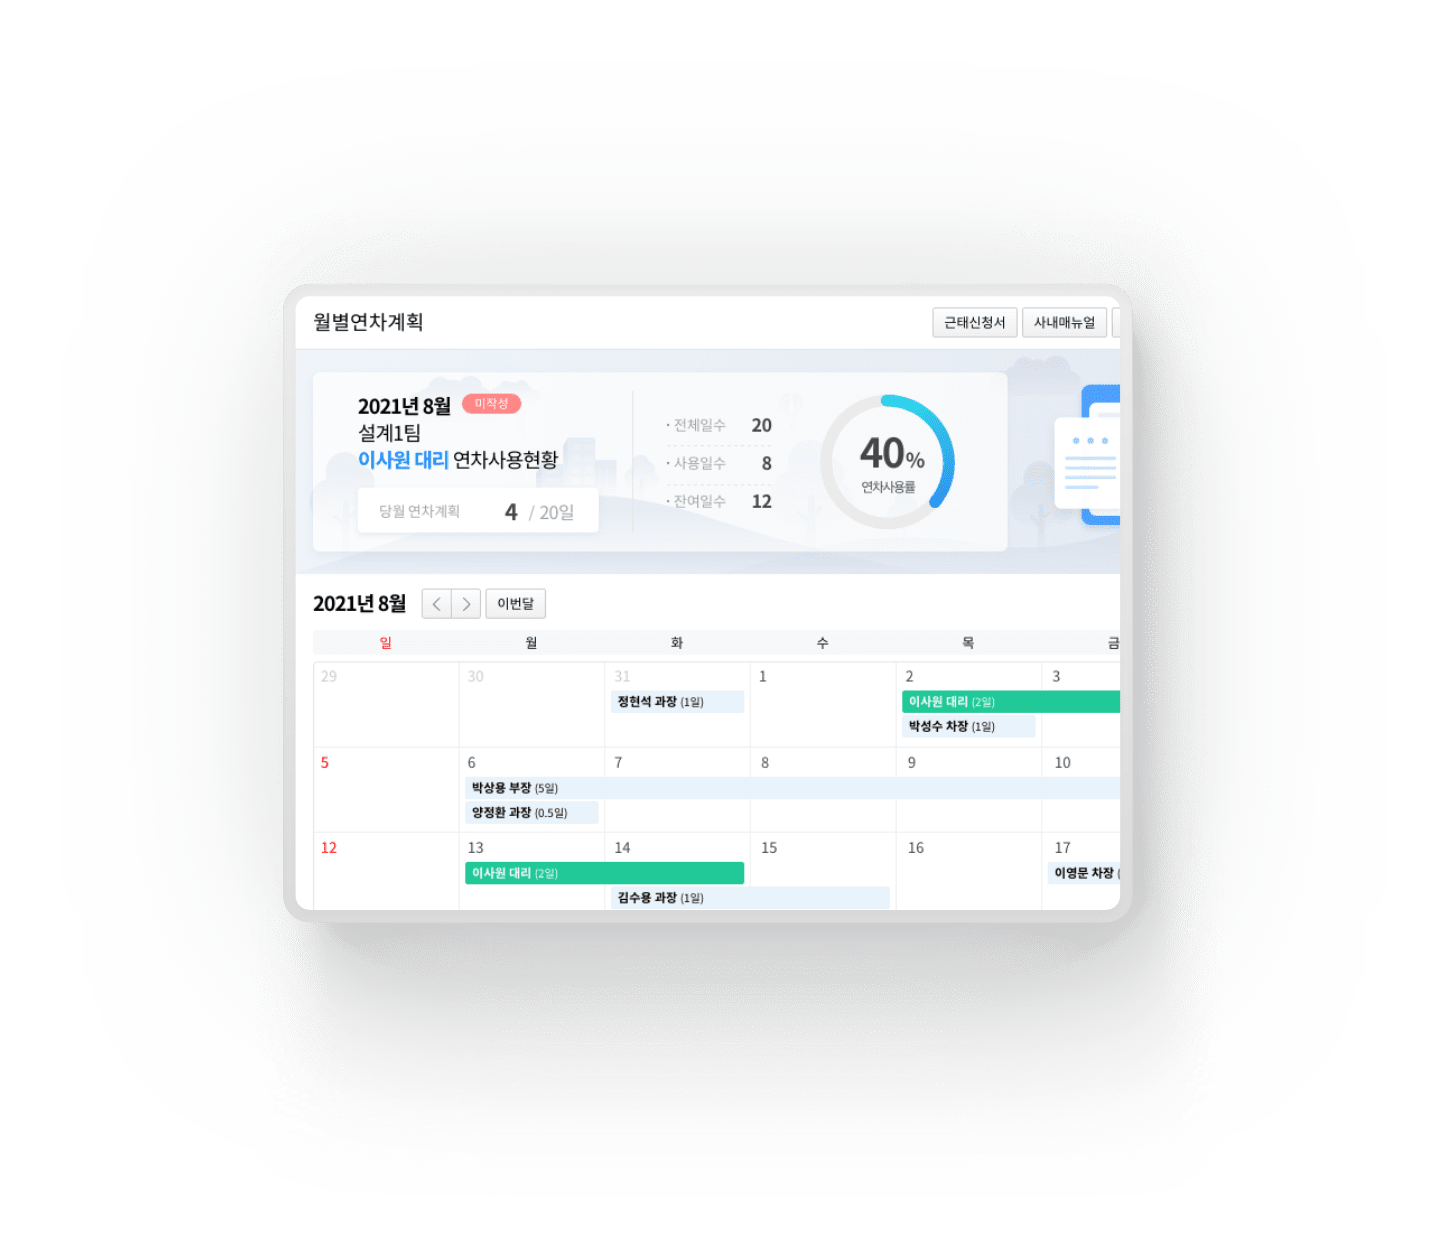 월별연차계획
근태신청서 사내매뉴얼
2021년 8월 미작성
설계1팀
이사원 대리 연차사용현황
당월 연차계획 4 / 20일
· 전체일수 20
· 사용일수 8
· 잔여일수 12
40%
연차사용률
2021년 8월 < > 이번달
일 월 화 수 목 금
29 30 31 1 2 3
정현석 과장 (1일) 이사원 대리 (2일)
박성수 차장 (1일)
5 6 7 8 9 10
박상용 부장 (5일)
양정환 과장 (0.5일)
12 13 14 15 16 17
이사원 대리 (2일) 이영문 차장 (
김수용 과장 (1일)